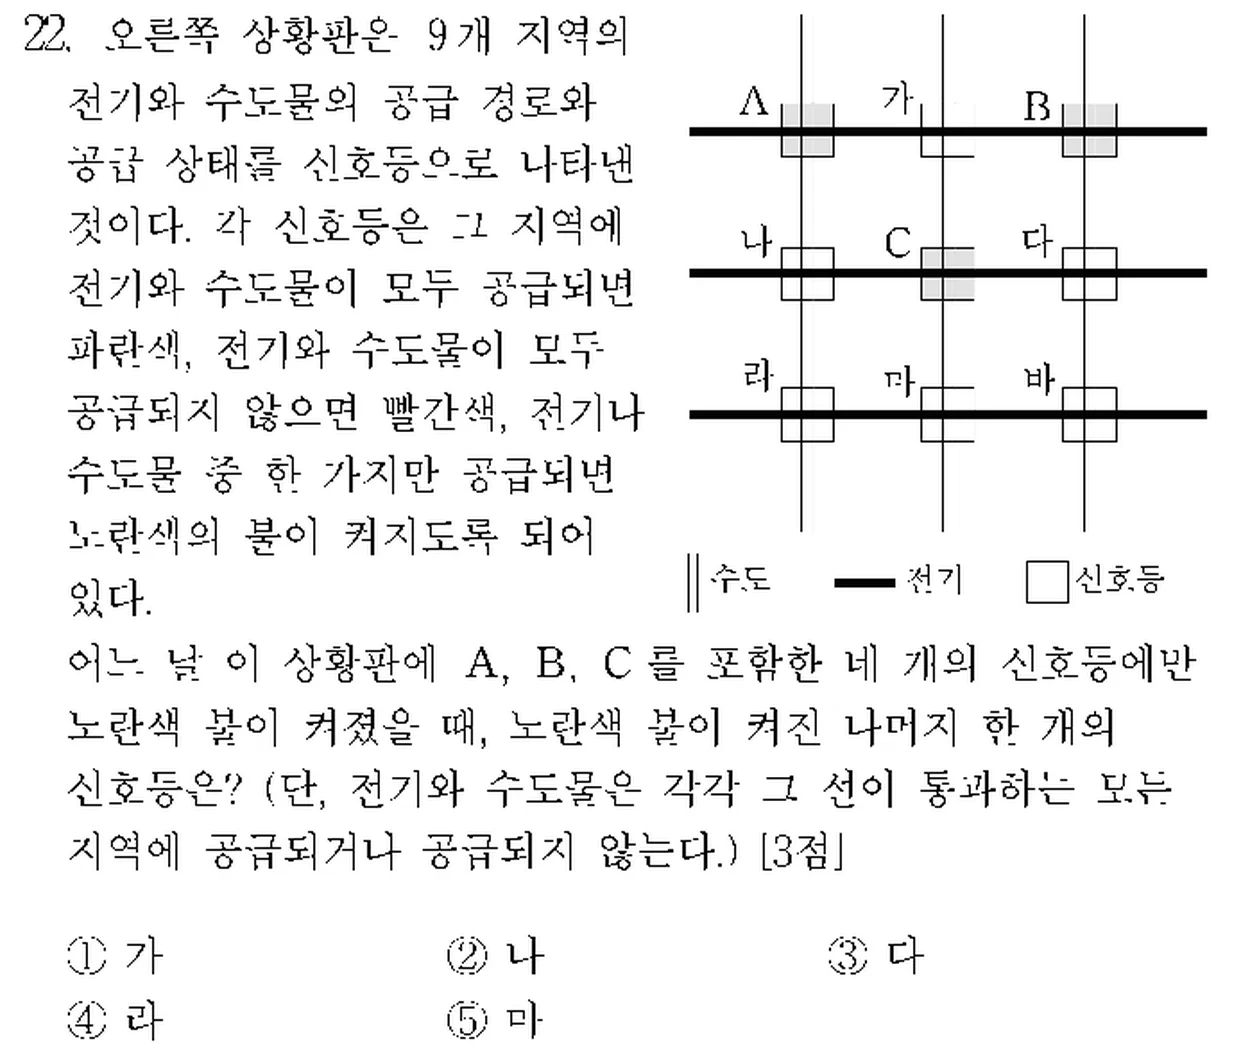 22. 오른쪽 상황판은 9개 지역의
전기와 수도물의 공급 경로와
공급 상태를 신호등으로 나타낸
것이다. 각 신호등은 그 지역에
전기와 수도물이 모두 공급되면
파란색, 전기와 수도물이 모두
공급되지 않으면 빨간색, 전기나
수도물 중 한 가지만 공급되면
노란색의 불이 켜지도록 되어
있다.
A 가 B
나 C 다
라 마 바
수도 전기 신호등
어느 날 이 상황판에 A, B, C를 포함한 네 개의 신호등에만
노란색 불이 켜졌을 때, 노란색 불이 켜진 나머지 한 개의
신호등은? (단, 전기와 수도물은 각각 그 선이 통과하는 모든
지역에 공급되거나 공급되지 않는다.) [3점]
① 가 ② 나 ③ 다
④ 라 ⑤ 마